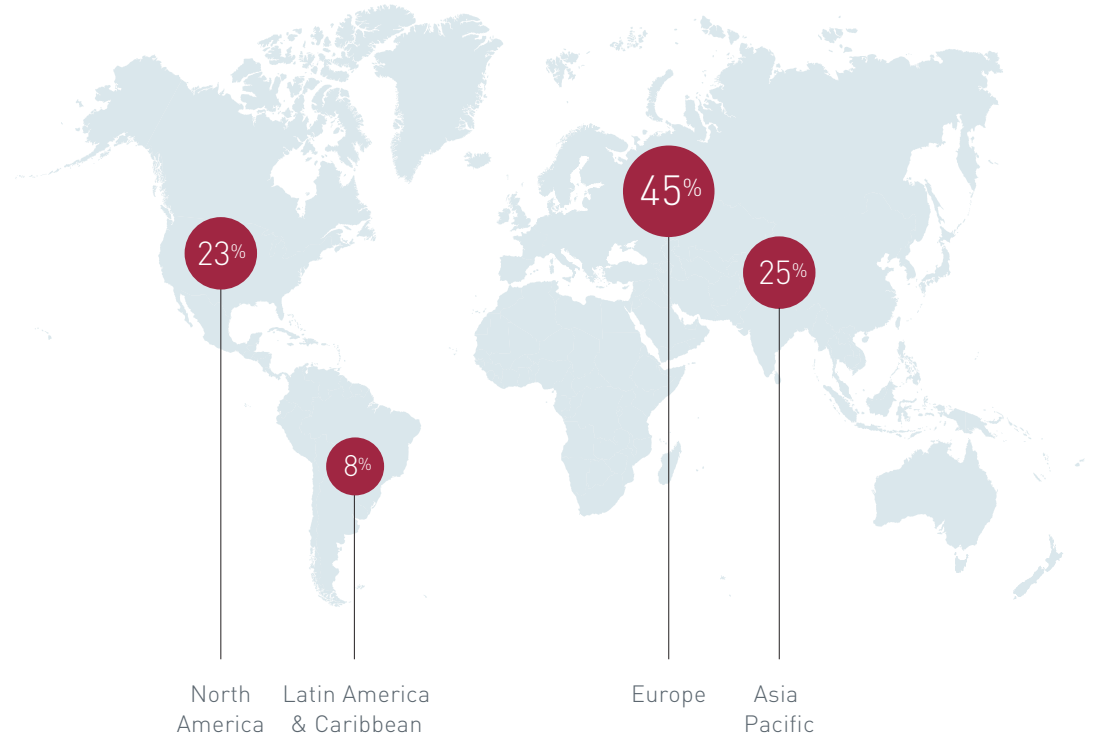 45%
23%
25%
8%
North America
Latin America & Caribbean
Europe
Asia Pacific